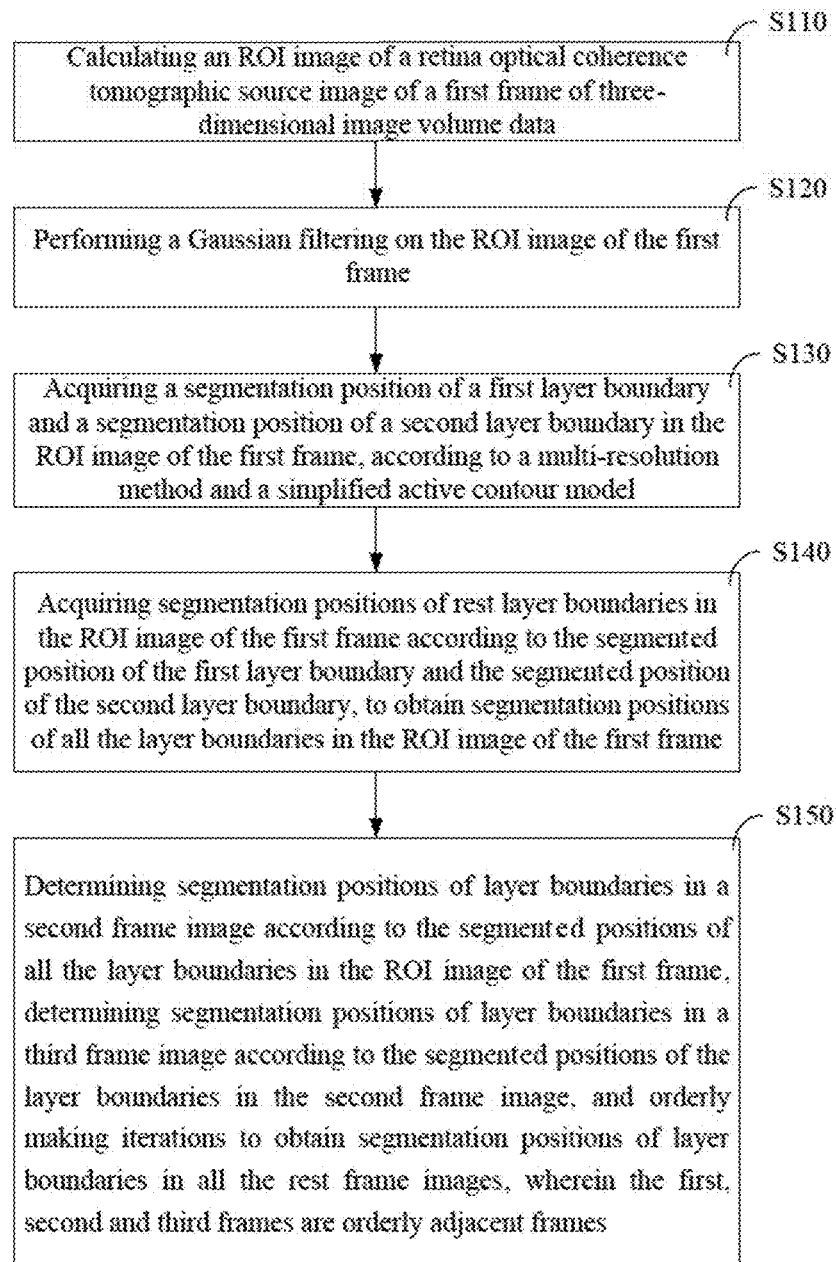 S110
Calculating an ROI image of a retina optical coherence
tomographic source image of a first frame of three-
dimensional image volume data
S120
Performing a Gaussian filtering on the ROI image of the first
frame
S130
Acquiring a segmentation position of a first layer boundary
and a segmentation position of a second layer boundary in the
ROI image of the first frame, according to a multi-resolution
method and a simplified active contour model
S140
Acquiring segmentation positions of rest layer boundaries in
the ROI image of the first frame according to the segmented
position of the first layer boundary and the segmented position
of the second layer boundary, to obtain segmentation positions
of all the layer boundaries in the ROI image of the first frame
S150
Determining segmentation positions of layer boundaries in a
second frame image according to the segmented positions of
all the layer boundaries in the ROI image of the first frame,
determining segmentation positions of layer boundaries in a
third frame image according to the segmented positions of the
layer boundaries in the second frame image, and orderly
making iterations to obtain segmentation positions of layer
boundaries in all the rest frame images, wherein the first,
second and third frames are orderly adjacent frames